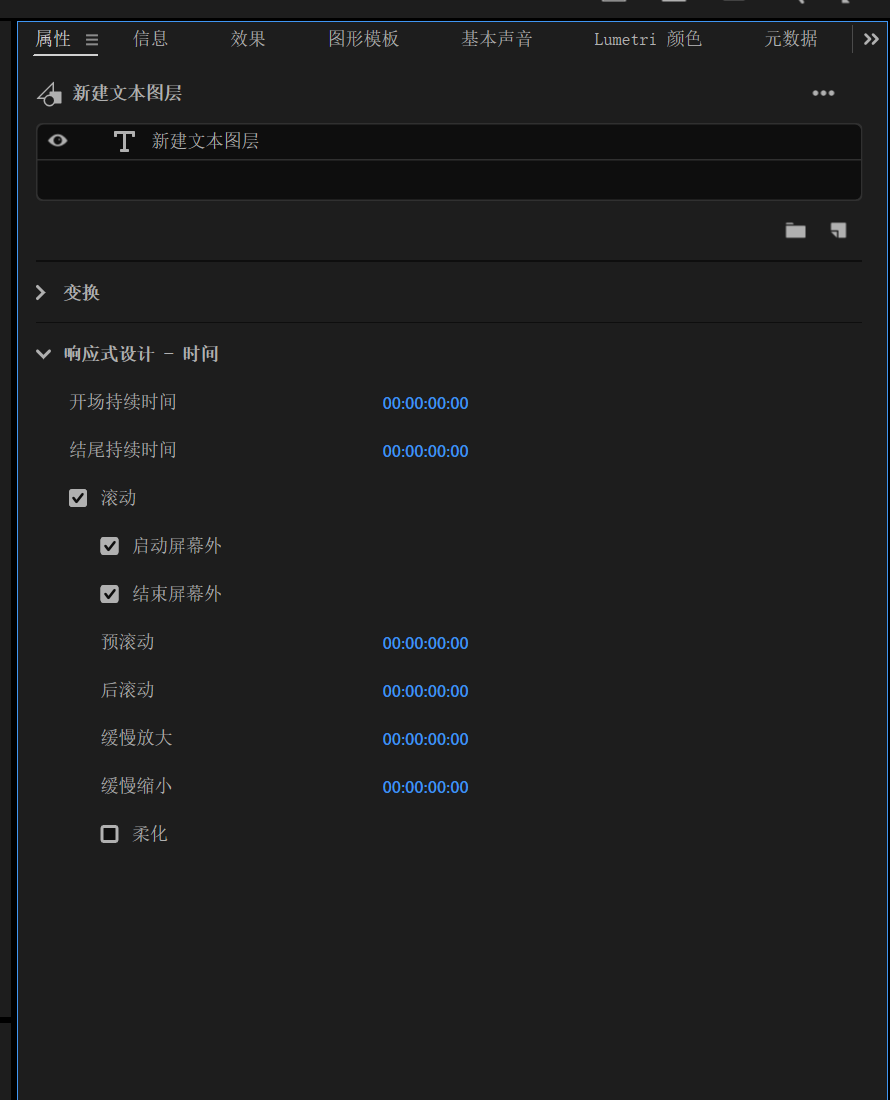 属性 信息 效果 图形模板 基本声音 Lumetri 颜色 元数据
新建文本图层
新建文本图层
变换
响应式设计 - 时间
开场持续时间 00:00:00:00
结尾持续时间 00:00:00:00
滚动
启动屏幕外
结束屏幕外
预滚动 00:00:00:00
后滚动 00:00:00:00
缓慢放大 00:00:00:00
缓慢缩小 00:00:00:00
柔化